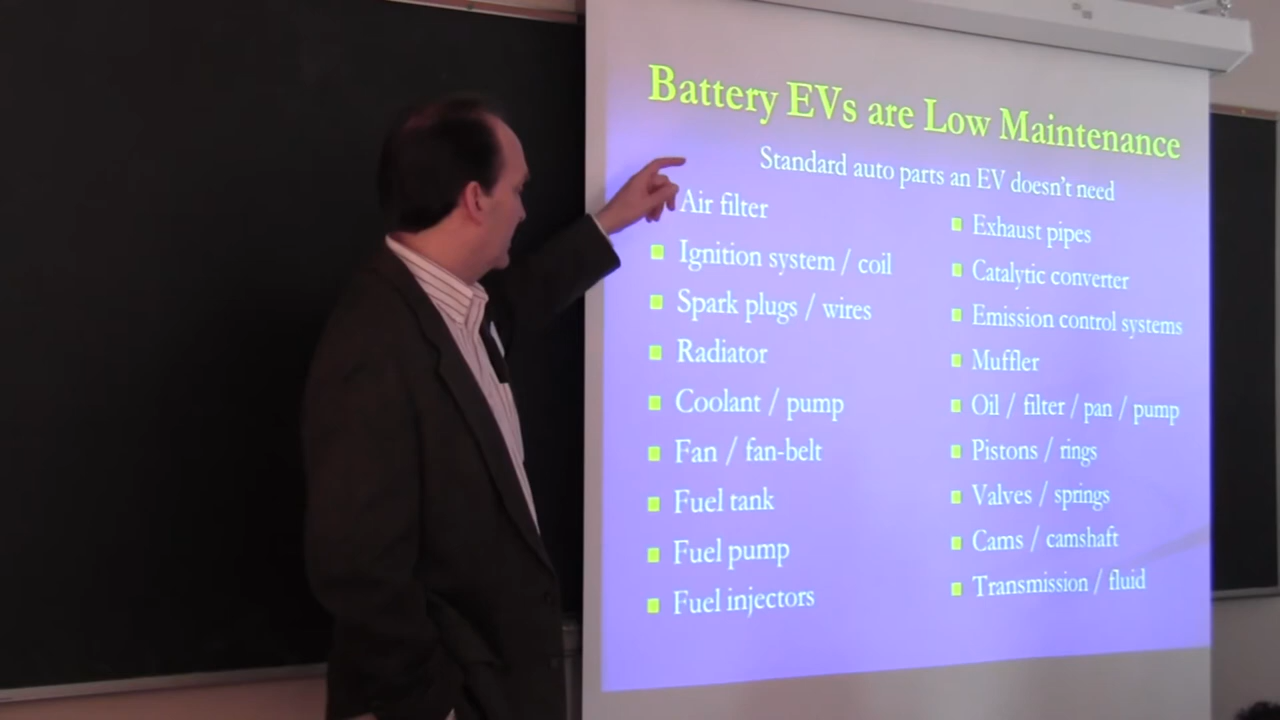 Battery EVs are Low Maintenance
Standard auto parts an EV doesn't need
Air filter
Ignition system / coil
Spark plugs / wires
Radiator
Coolant / pump
Fan / fan-belt
Fuel tank
Fuel pump
Fuel injectors
Exhaust pipes
Catalytic converter
Emission control systems
Muffler
Oil / filter / pan / pump
Pistons / rings
Valves / springs
Cams / camshaft
Transmission / fluid